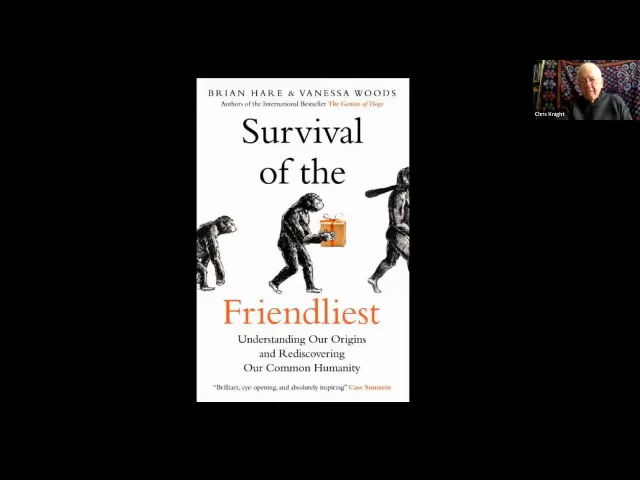 BRIAN HARE & VANESSA WOODS
Authors of the International Bestseller The Genius of Dogs
Survival
of the
Friendliest
Understanding Our Origins
and Rediscovering
Our Common Humanity
“Brilliant, eye-opening, and absolutely inspiring” Cass Sunstein
Chris Knight